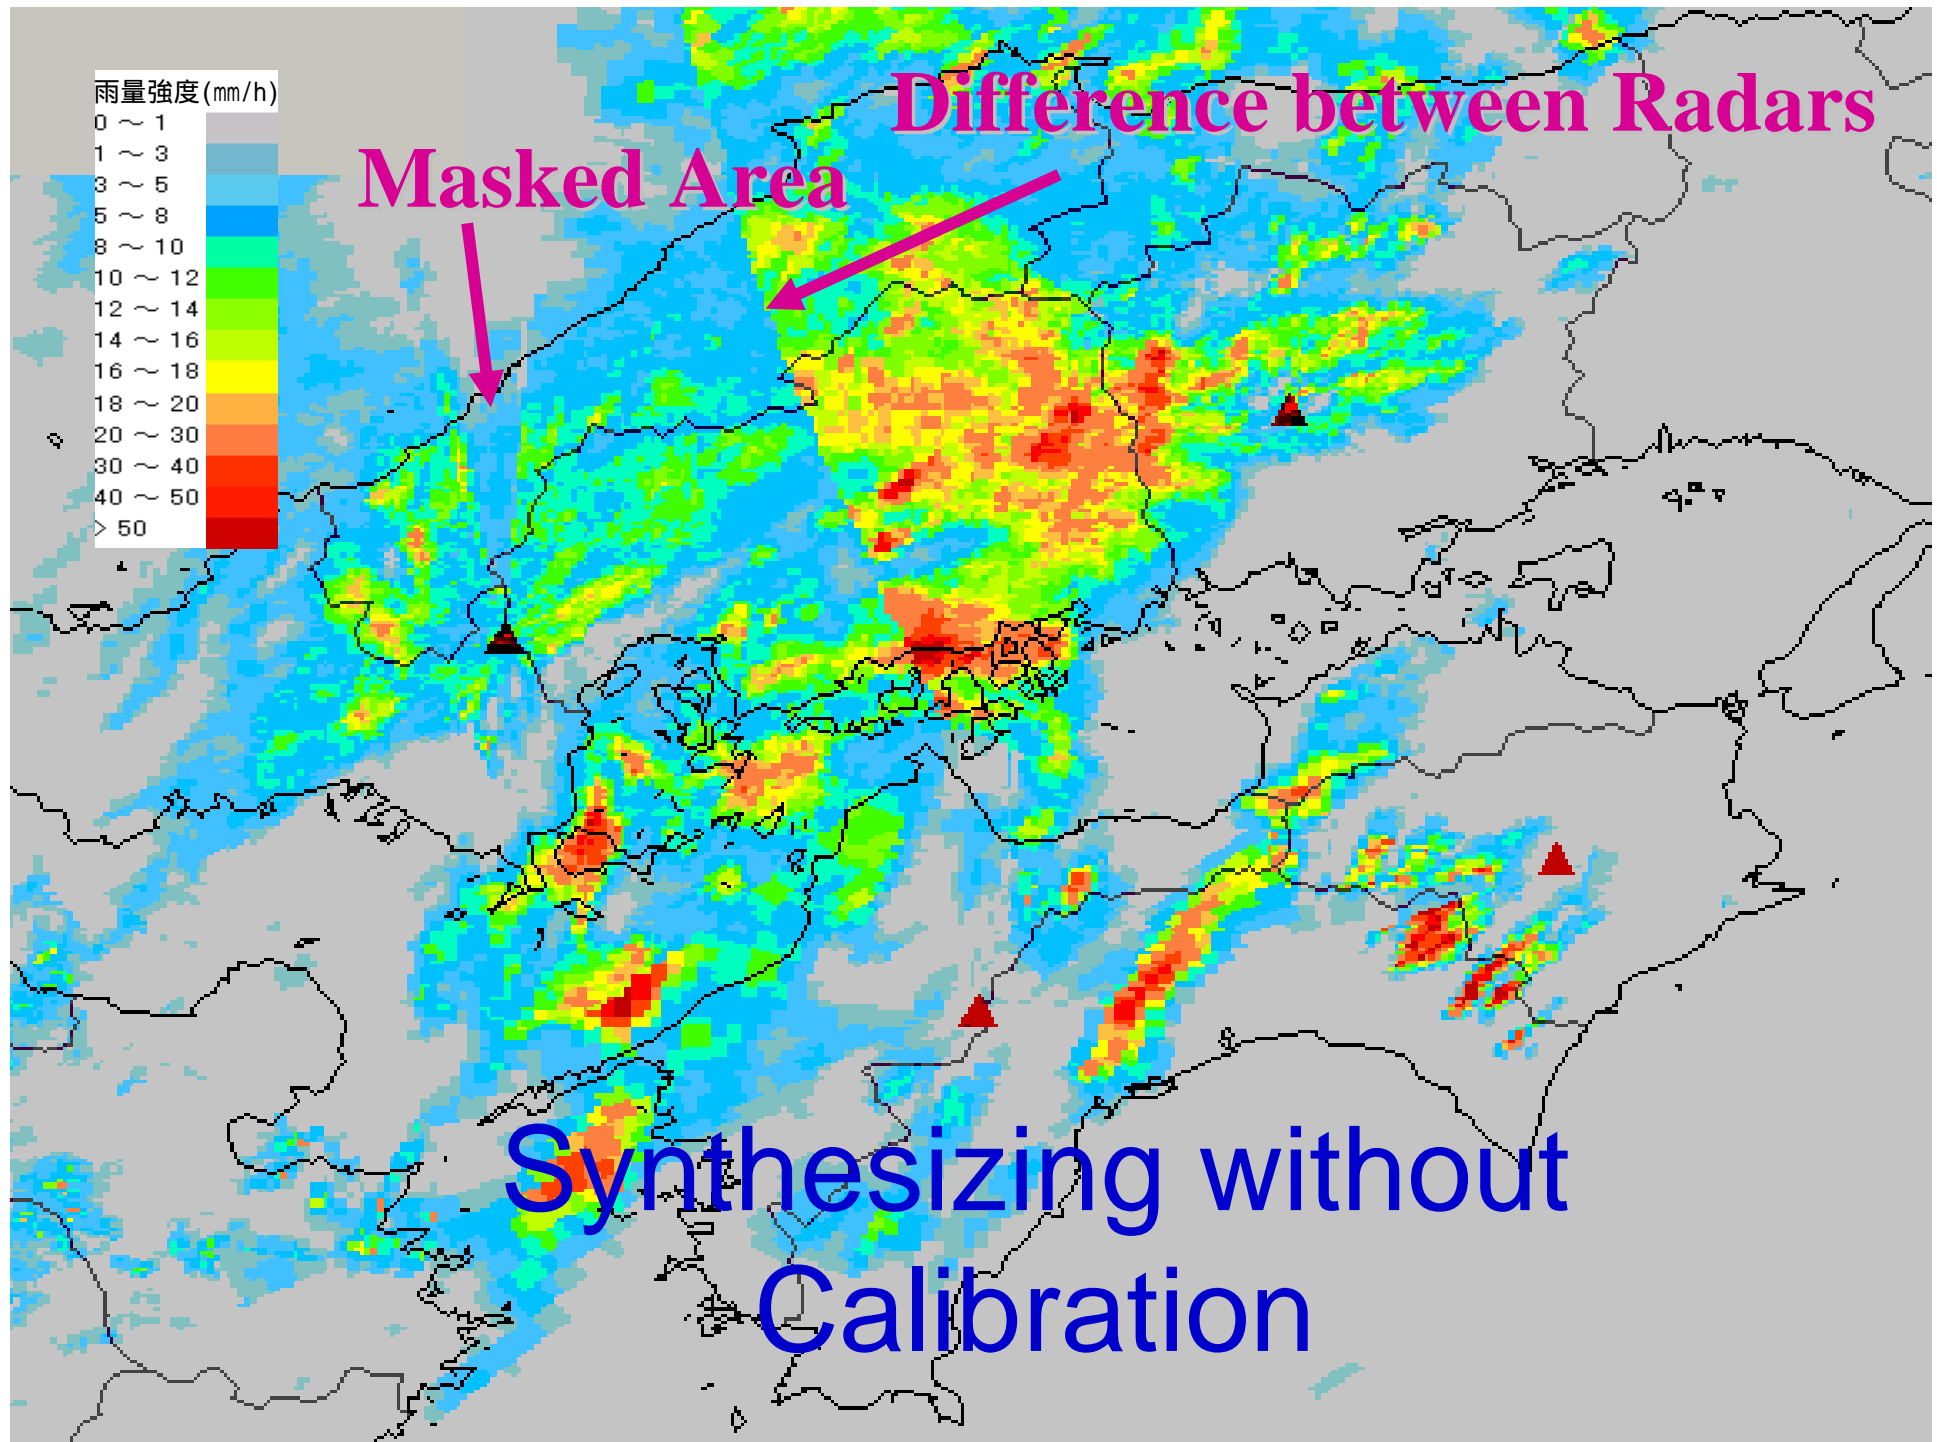 雨量強度(㎜/h)
0 ～ 1
1 ～ 3
3 ～ 5
5 ～ 8
8 ～ 10
10 ～ 12
12 ～ 14
14 ～ 16
16 ～ 18
18 ～ 20
20 ～ 30
30 ～ 40
40 ～ 50
> 50
Difference between Radars
Masked Area
Synthesizing without
Calibration